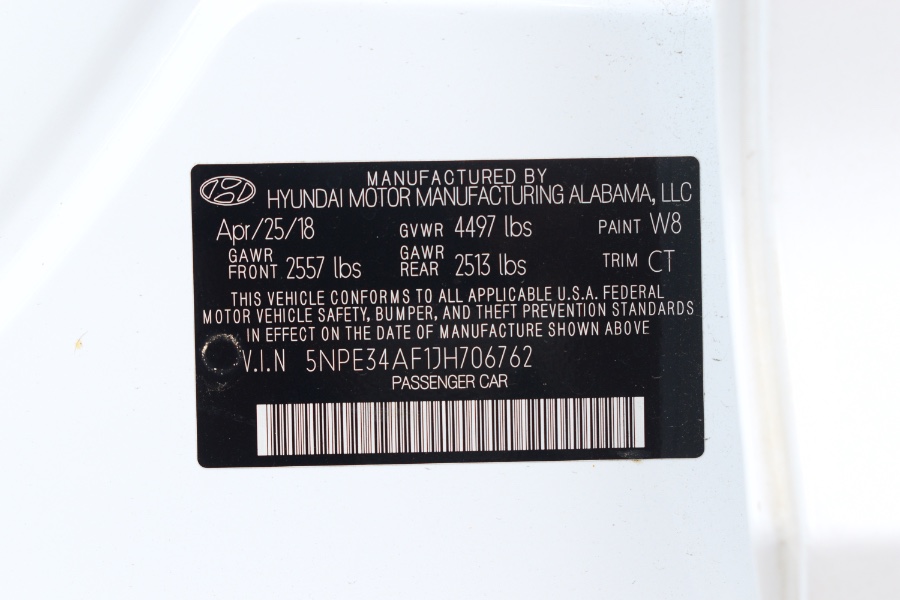 MANUFACTURED BY
HYUNDAI MOTOR MANUFACTURING ALABAMA, LLC
Apr/25/18 GVWR 4497 lbs PAINT W8
GAWR FRONT 2557 lbs GAWR REAR 2513 lbs TRIM CT
THIS VEHICLE CONFORMS TO ALL APPLICABLE U.S.A. FEDERAL
MOTOR VEHICLE SAFETY, BUMPER, AND THEFT PREVENTION STANDARDS
IN EFFECT ON THE DATE OF MANUFACTURE SHOWN ABOVE
V.I.N 5NPE34AF1JH706762
PASSENGER CAR